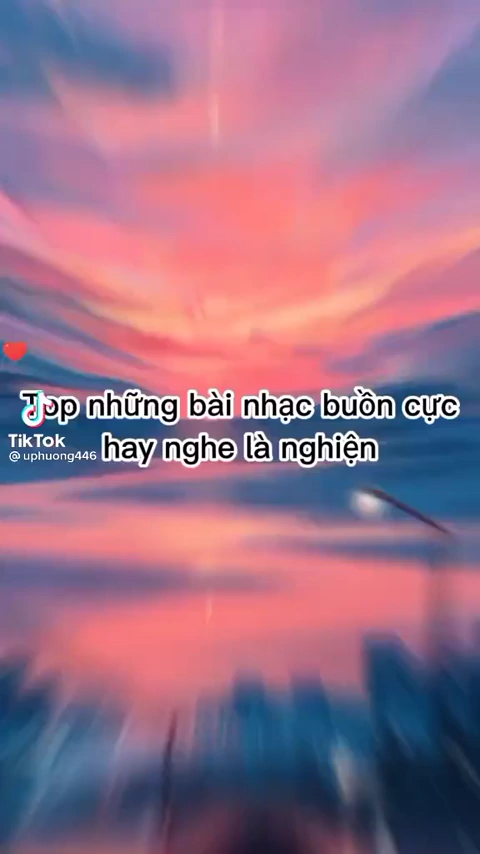 Top những bài nhạc buồn cực
hay nghe là nghiện
TikTok
@uphuong446